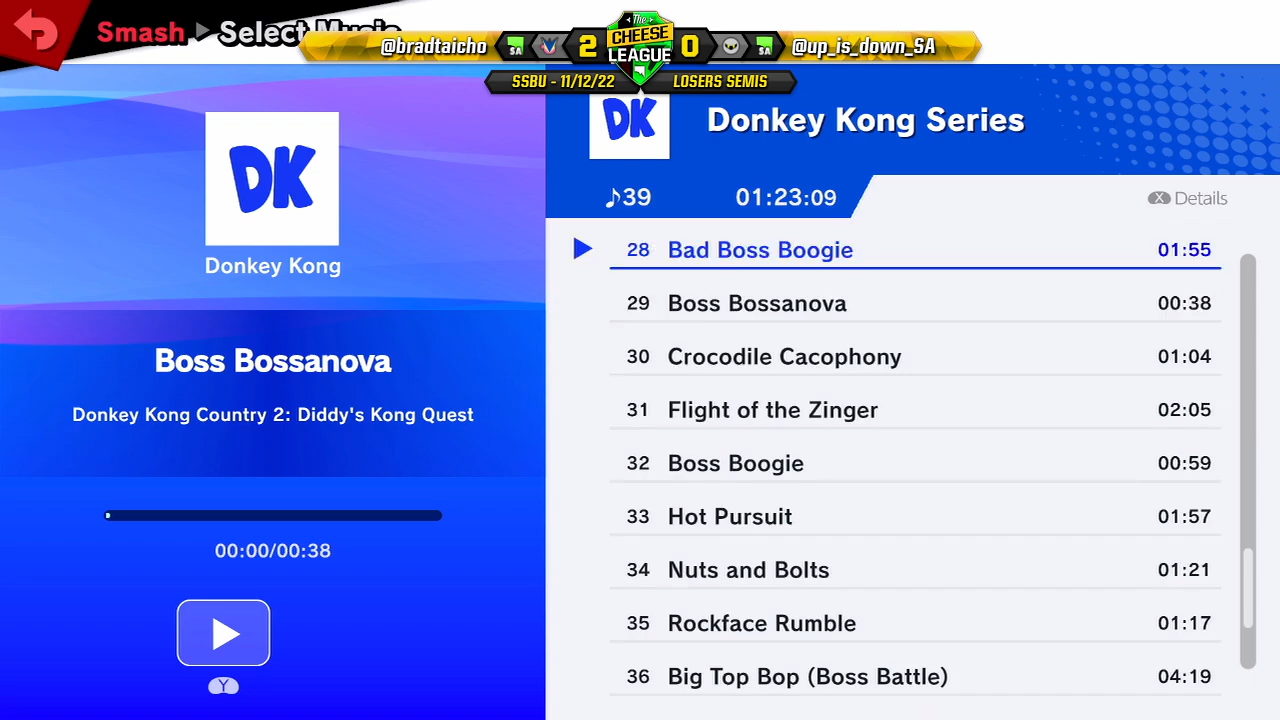 Smash ▶ Select Music
@bradtaicho SA 2 The CHEESE LEAGUE 0 SA @up_is_down_SA
SSBU - 11/12/22 LOSERS SEMIS
DK
Donkey Kong
Boss Bossanova
Donkey Kong Country 2: Diddy's Kong Quest
00:00/00:38
Y
DK
Donkey Kong Series
♪39 01:23:09
X Details
28 Bad Boss Boogie 01:55
29 Boss Bossanova 00:38
30 Crocodile Cacophony 01:04
31 Flight of the Zinger 02:05
32 Boss Boogie 00:59
33 Hot Pursuit 01:57
34 Nuts and Bolts 01:21
35 Rockface Rumble 01:17
36 Big Top Bop (Boss Battle) 04:19